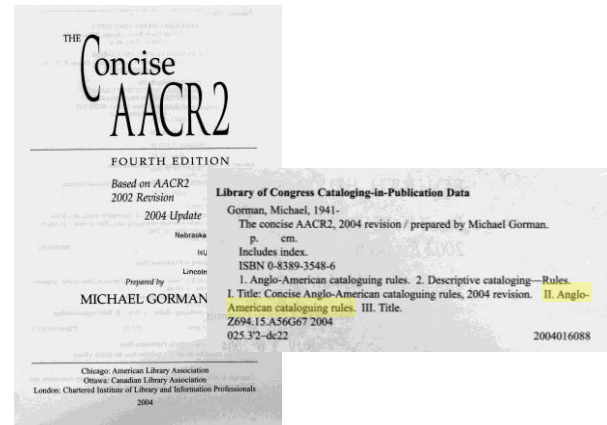 THE
Concise
AACR2
FOURTH EDITION
Based on AACR2
2002 Revision
2004 Update
Nebraska
Lincoln
Prepared by
MICHAEL GORMAN
Chicago: American Library Association
Ottawa: Canadian Library Association
London: Chartered Institute of Library and Information Professionals
2004
Library of Congress Cataloging-in-Publication Data
Gorman, Michael, 1941-
The concise AACR2, 2004 revision / prepared by Michael Gorman.
p. cm.
Includes index.
ISBN 0-8389-3548-6
1. Anglo-American cataloguing rules. 2. Descriptive cataloging—Rules.
I. Title: Concise Anglo-American cataloguing rules, 2004 revision. II. Anglo-
American cataloguing rules. III. Title.
Z694.15.A56G67 2004
025.3'2–dc22 2004016088